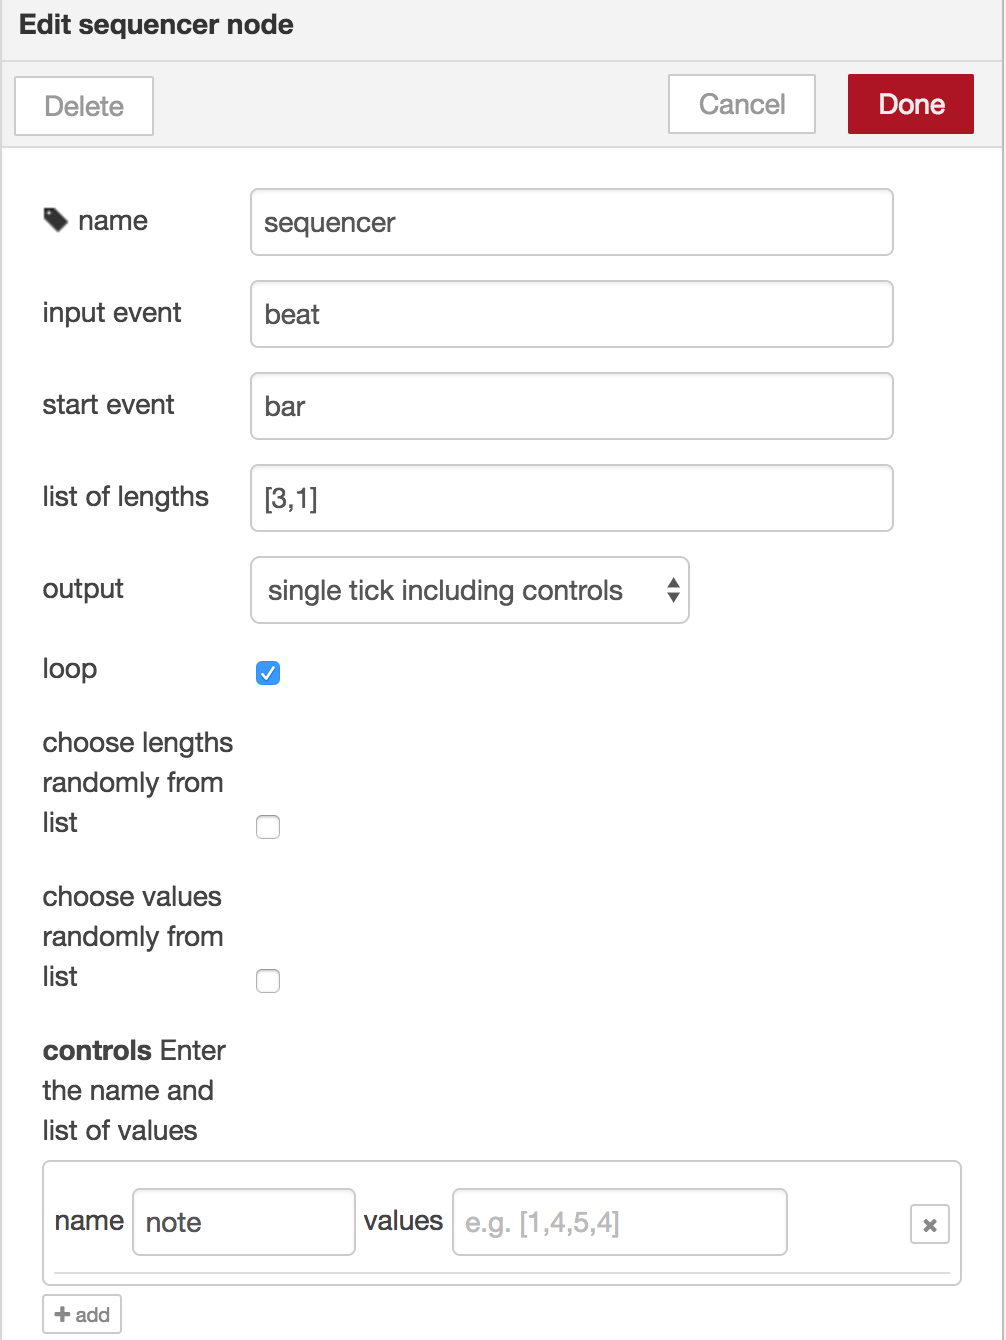 Edit sequencer node
Delete
Cancel
Done
name
sequencer
input event
beat
start event
bar
list of lengths
[3,1]
output
single tick including controls
loop
choose lengths
randomly from
list
choose values
randomly from
list
controls Enter
the name and
list of values
name note values e.g. [1,4,5,4]
add